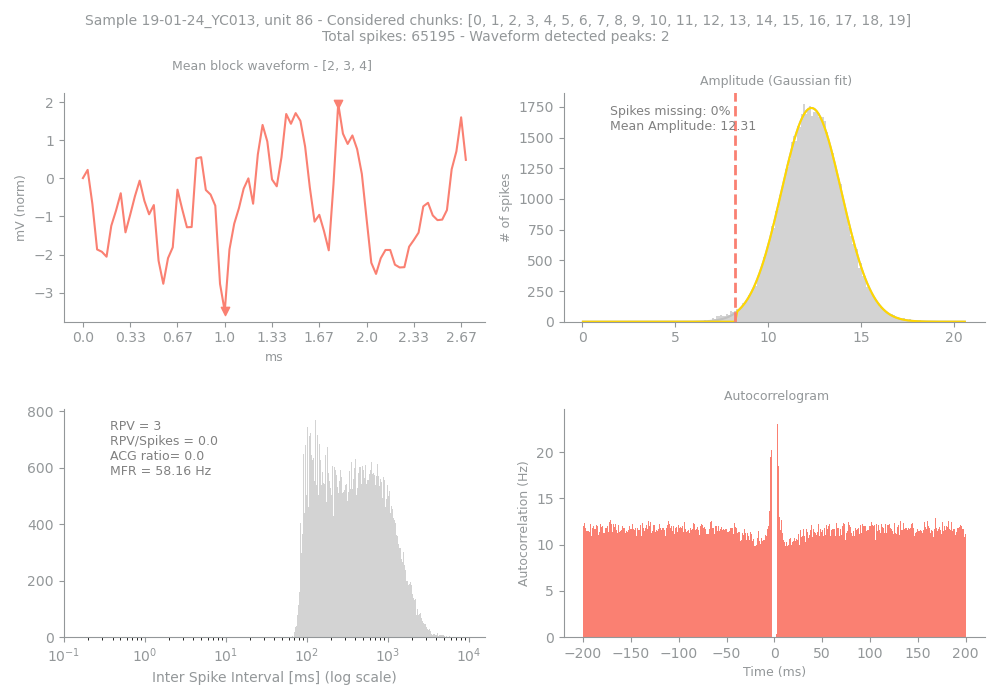 Sample 19-01-24_YC013, unit 86 - Considered chunks: [0, 1, 2, 3, 4, 5, 6, 7, 8, 9, 10, 11, 12, 13, 14, 15, 16, 17, 18, 19]
Total spikes: 65195 - Waveform detected peaks: 2
Mean block waveform - [2, 3, 4]
mV (norm)
2
1
0
−1
−2
−3
0.0 0.33 0.67 1.0 1.33 1.67 2.0 2.33 2.67
ms
Amplitude (Gaussian fit)
Spikes missing: 0%
Mean Amplitude: 12.31
# of spikes
1750
1500
1250
1000
750
500
250
0
0 5 10 15 20
RPV = 3
RPV/Spikes = 0.0
ACG ratio= 0.0
MFR = 58.16 Hz
800
600
400
200
0
10⁻¹ 10⁰ 10¹ 10² 10³ 10⁴
Inter Spike Interval [ms] (log scale)
Autocorrelogram
Autocorrelation (Hz)
20
15
10
5
0
−200 −150 −100 −50 0 50 100 150 200
Time (ms)